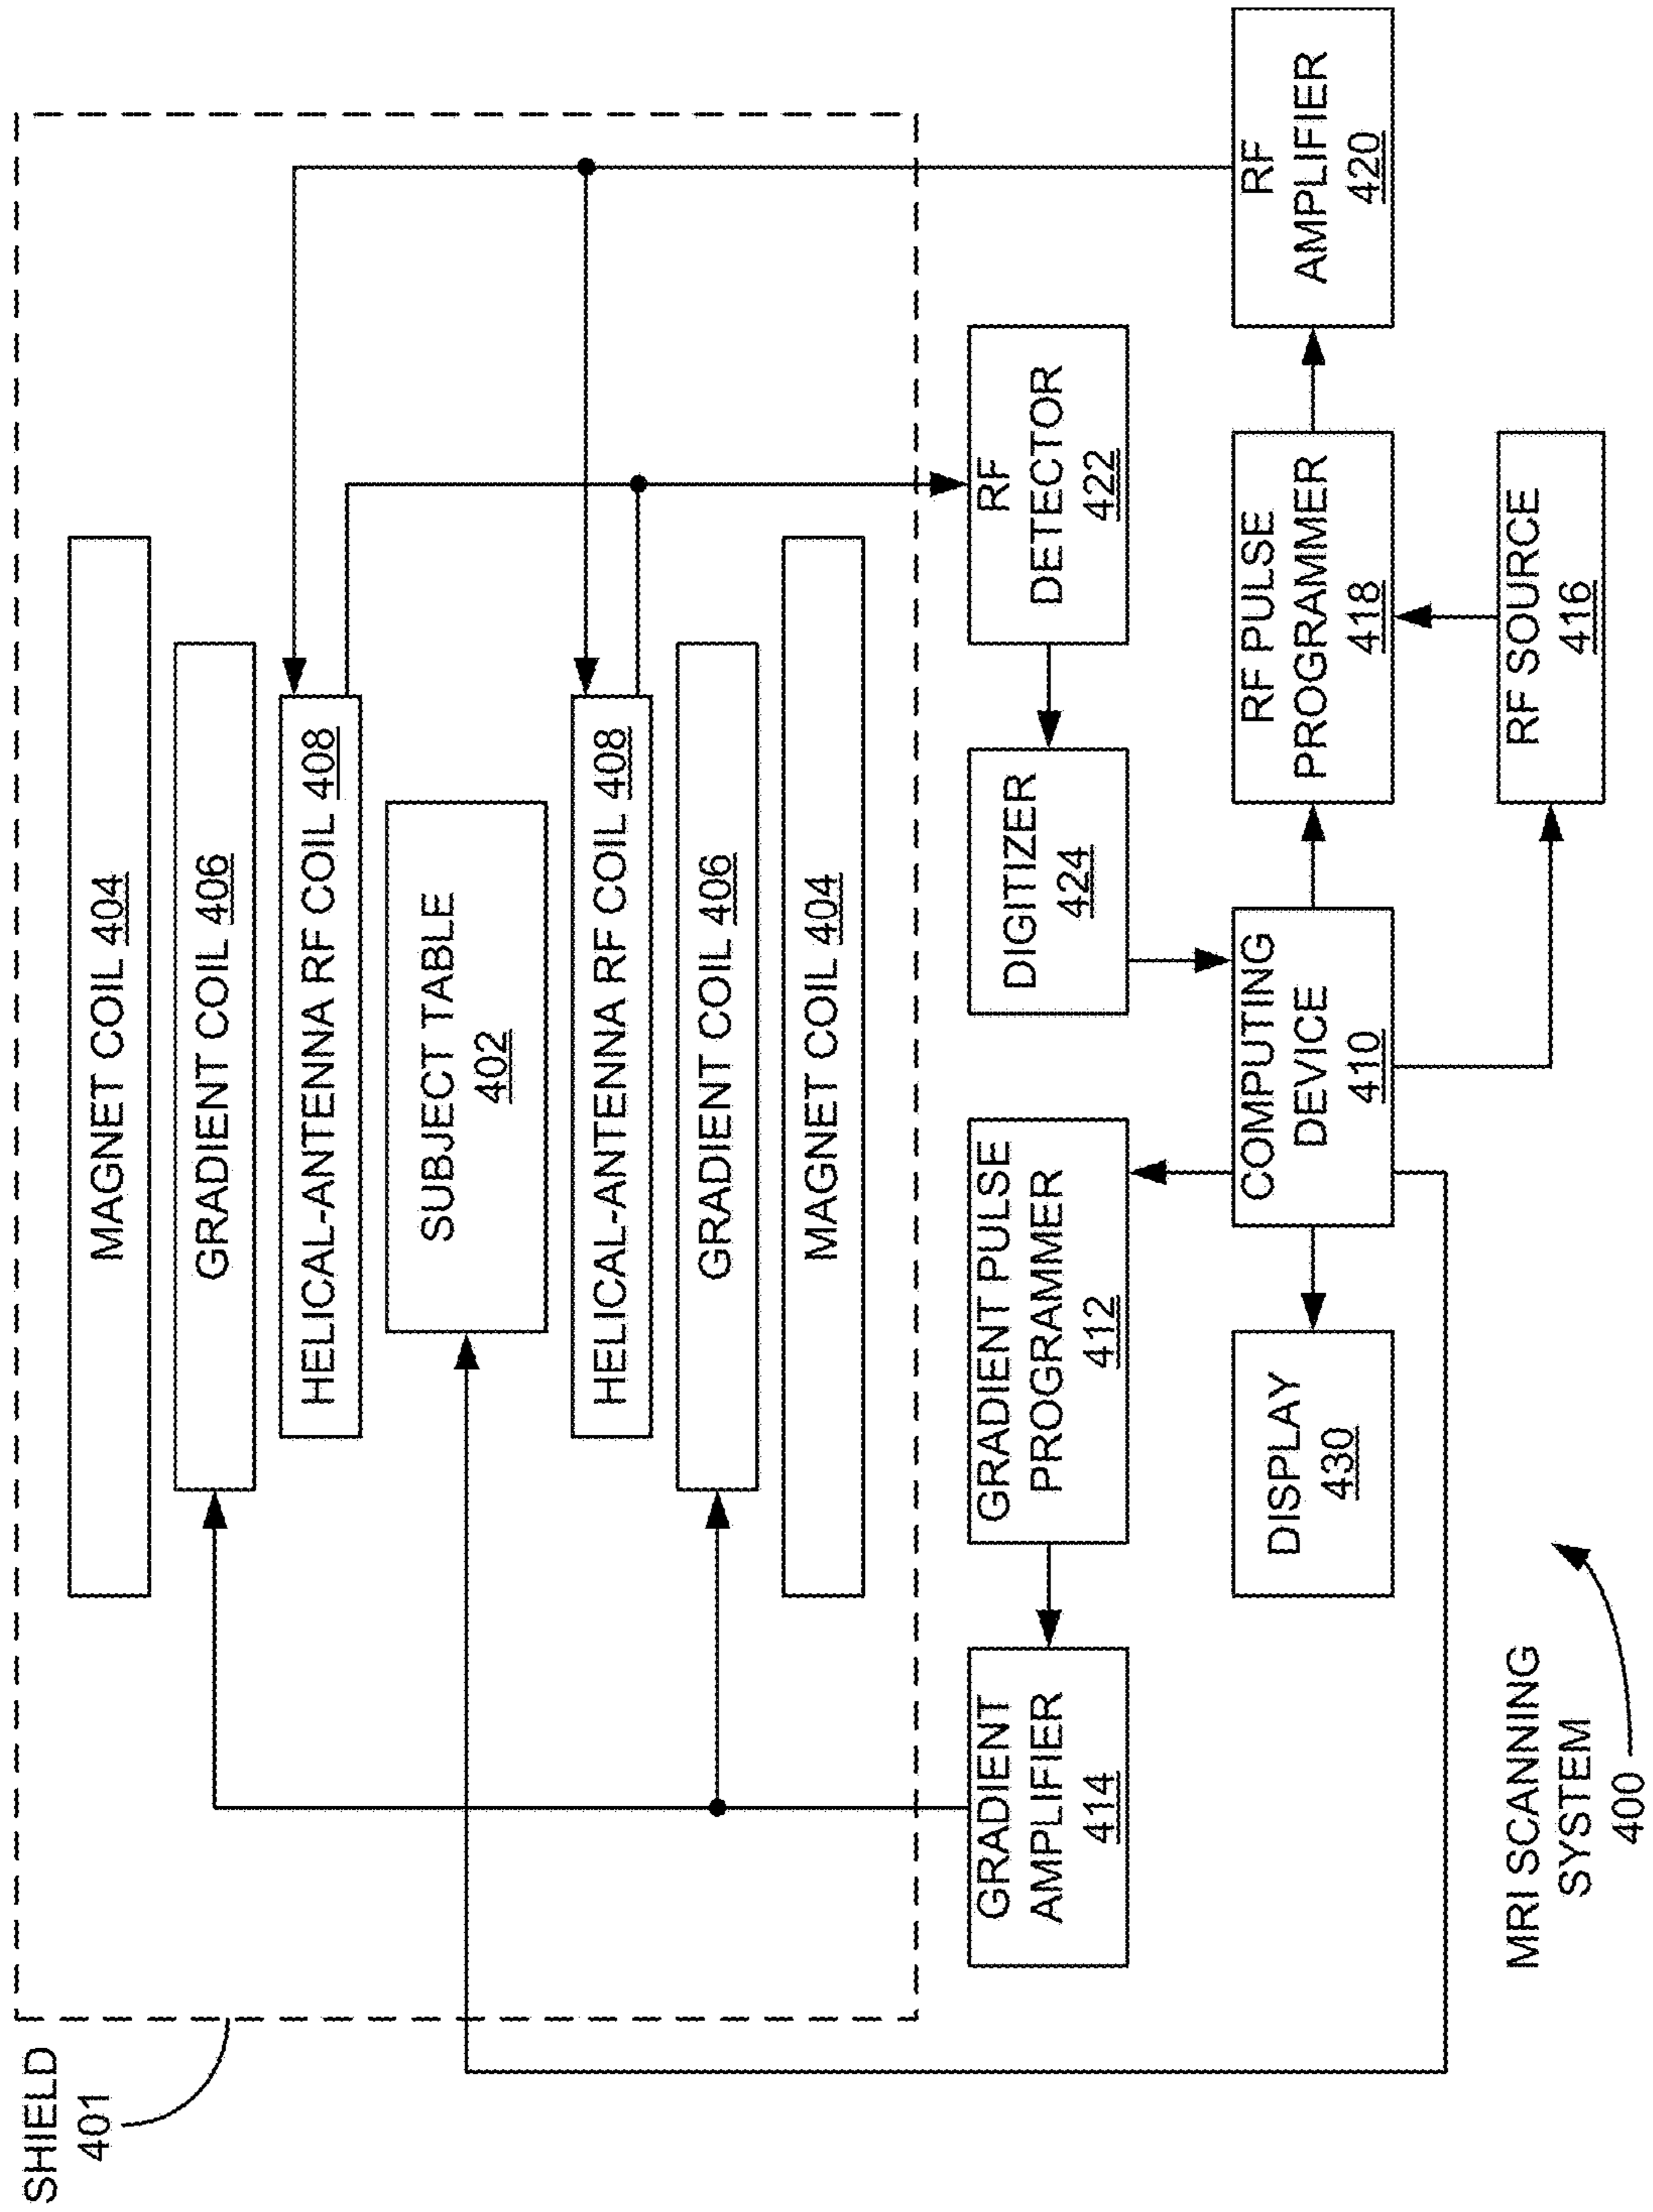 SHIELD
401
MAGNET COIL 404
GRADIENT COIL 406
HELICAL-ANTENNA RF COIL 408
SUBJECT TABLE
402
HELICAL-ANTENNA RF COIL 408
GRADIENT COIL 406
MAGNET COIL 404
GRADIENT
AMPLIFIER
414
GRADIENT PULSE
PROGRAMMER
412
DIGITIZER
424
RF
DETECTOR
422
DISPLAY
430
COMPUTING
DEVICE
410
RF PULSE
PROGRAMMER
418
RF
AMPLIFIER
420
RF SOURCE
416
MRI SCANNING
SYSTEM
400